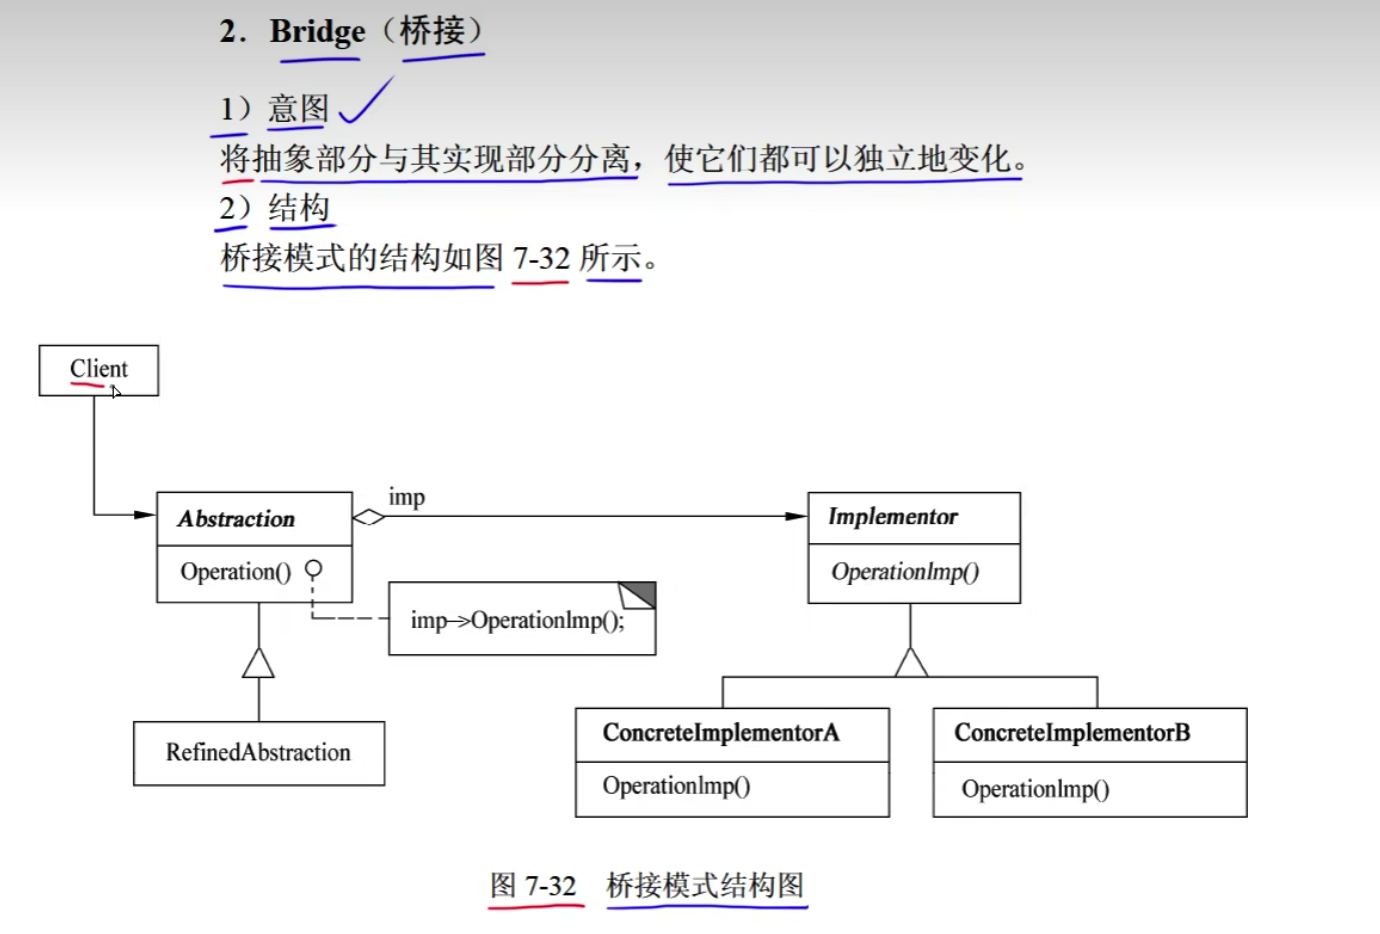 2．Bridge（桥接）
1）意图
将抽象部分与其实现部分分离，使它们都可以独立地变化。
2）结构
桥接模式的结构如图 7-32 所示。
Client
imp
Abstraction
Implementor
Operation()
OperationImp()
imp->OperationImp();
RefinedAbstraction
ConcreteImplementorA
ConcreteImplementorB
OperationImp()
OperationImp()
图 7-32 桥接模式结构图